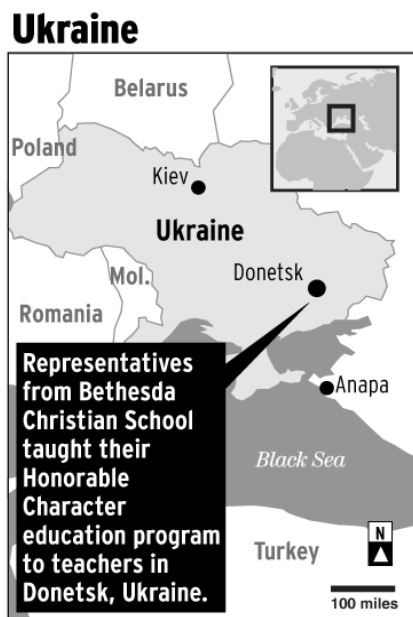 Ukraine
Belarus
Poland
Kiev
Ukraine
Donetsk
Mol.
Romania
Representatives
from Bethesda
Christian School
taught their
Honorable
Character
education program
to teachers in
Donetsk, Ukraine.
Anapa
Black Sea
N
Turkey
100 miles